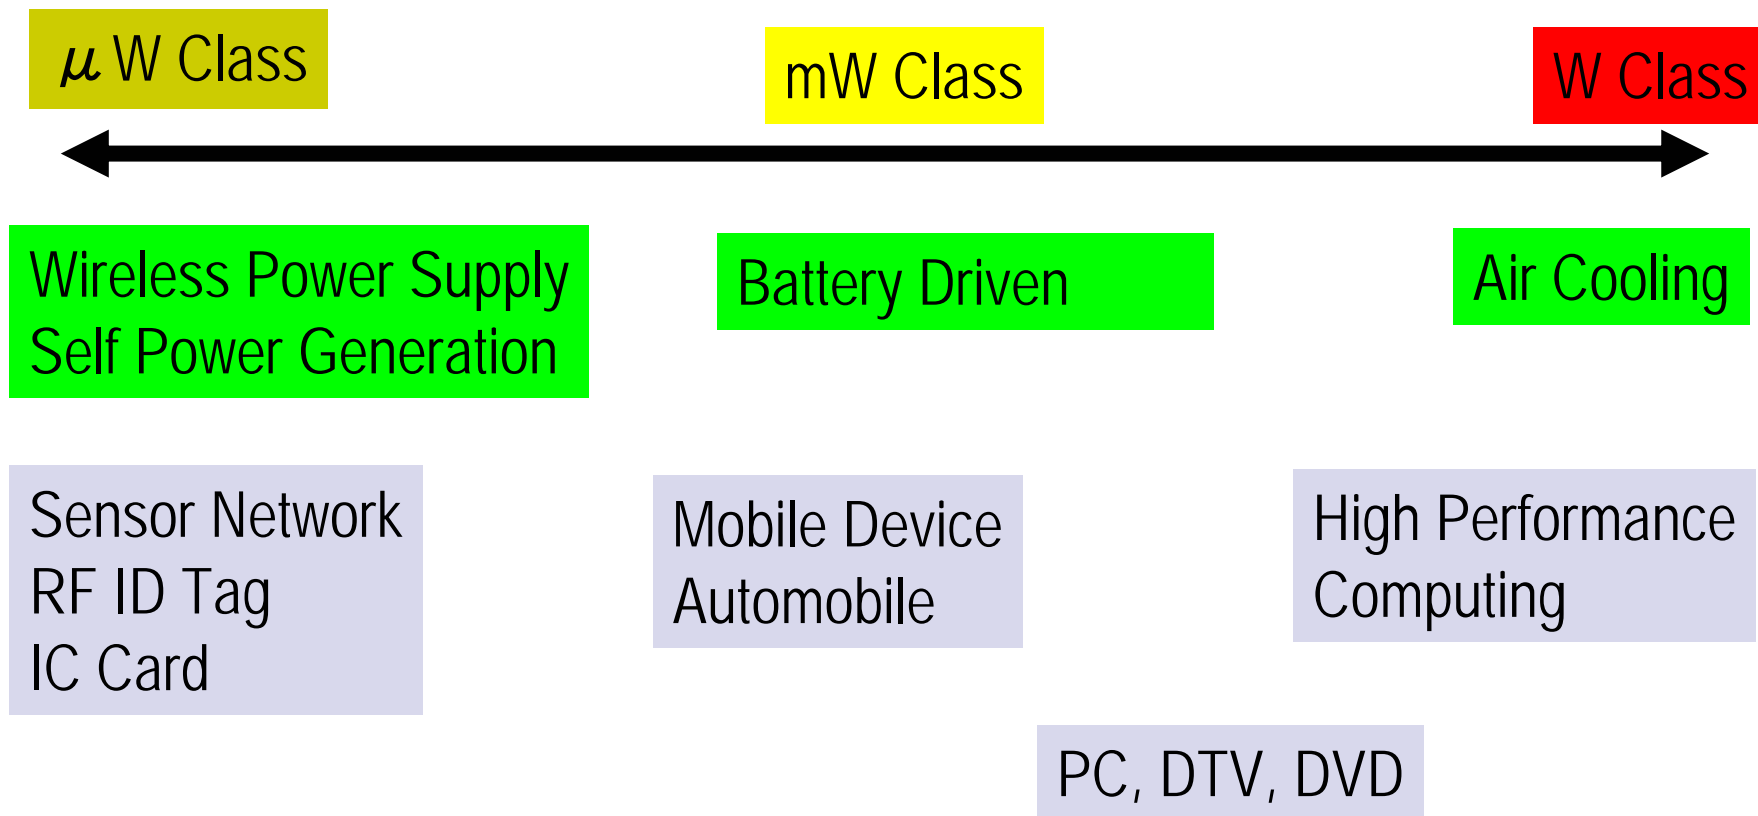 μW Class
mW Class
W Class
Wireless Power Supply
Self Power Generation
Battery Driven
Air Cooling
Sensor Network
RF ID Tag
IC Card
Mobile Device
Automobile
High Performance
Computing
PC, DTV, DVD